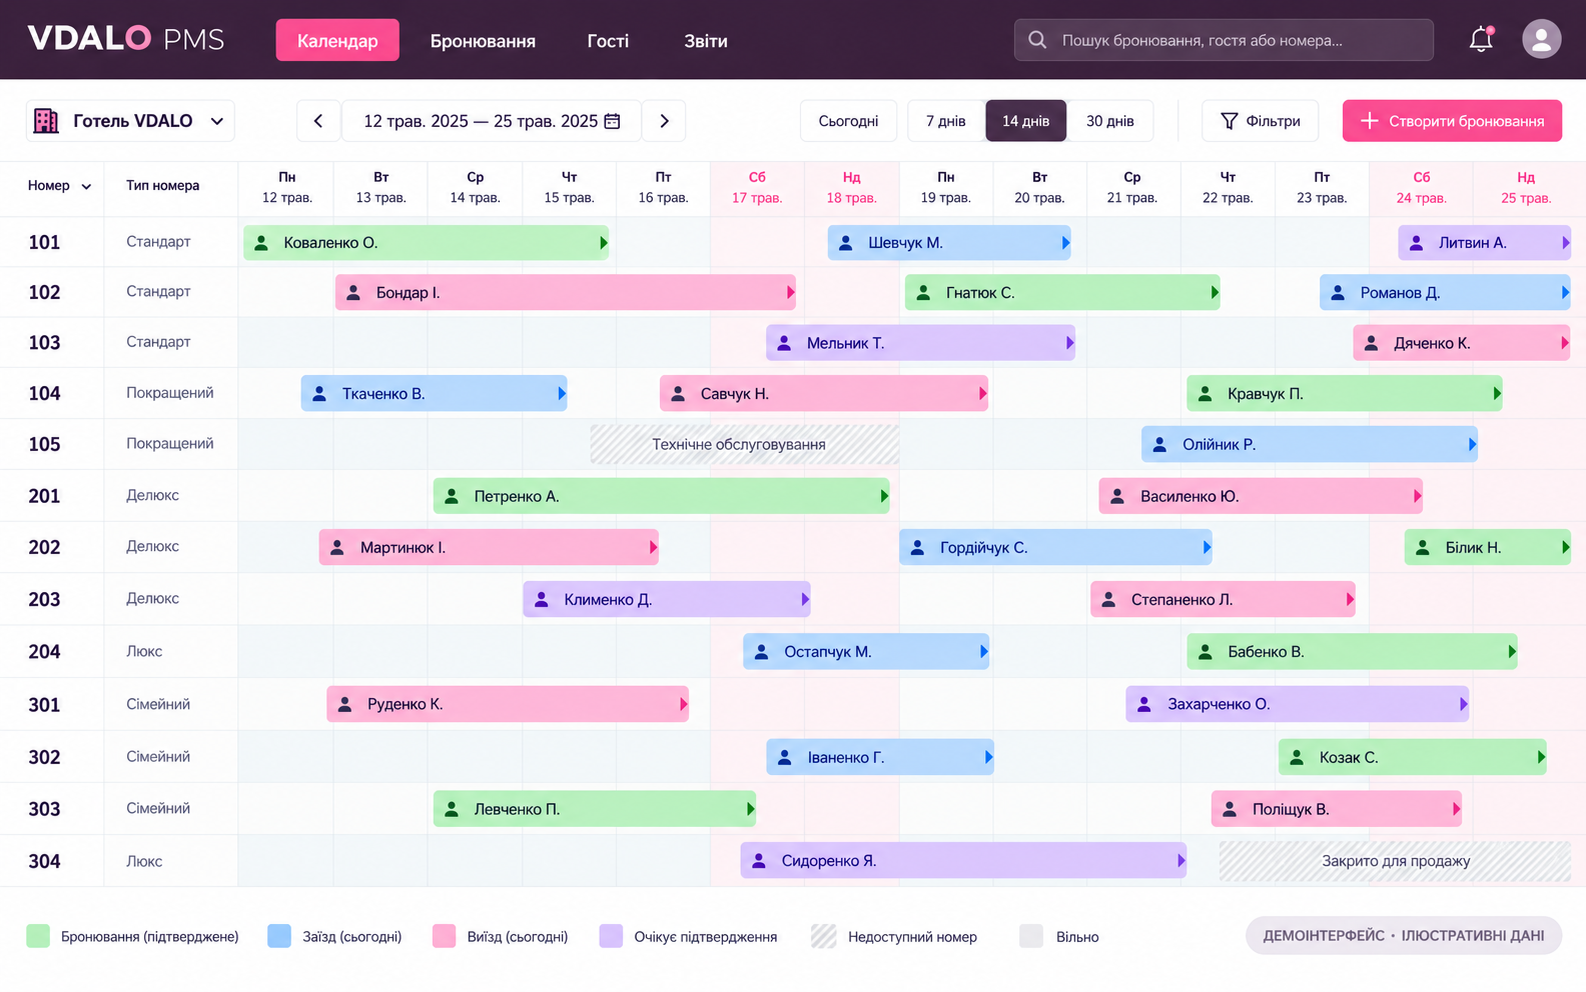 VDALO PMS
Календар
Бронювання
Гості
Звіти
Пошук бронювання, гостя або номера...
Готель VDALO
12 трав. 2025 — 25 трав. 2025
Сьогодні
7 днів
14 днів
30 днів
Фільтри
Створити бронювання
Номер
Тип номера
Пн
12 трав.
Вт
13 трав.
Ср
14 трав.
Чт
15 трав.
Пт
16 трав.
Сб
17 трав.
Нд
18 трав.
Пн
19 трав.
Вт
20 трав.
Ср
21 трав.
Чт
22 трав.
Пт
23 трав.
Сб
24 трав.
Нд
25 трав.
101 Стандарт Коваленко О. Шевчук М. Литвин А.
102 Стандарт Бондар І. Гнатюк С. Романов Д.
103 Стандарт Мельник Т. Дяченко К.
104 Покращений Ткаченко В. Савчук Н. Кравчук П.
105 Покращений Технічне обслуговування Олійник Р.
201 Делюкс Петренко А. Василенко Ю.
202 Делюкс Мартинюк І. Гордійчук С. Білик Н.
203 Делюкс Клименко Д. Степаненко Л.
204 Люкс Остапчук М. Бабенко В.
301 Сімейний Руденко К. Захарченко О.
302 Сімейний Іваненко Г. Козак С.
303 Сімейний Левченко П. Поліщук В.
304 Люкс Сидоренко Я. Закрито для продажу
Бронювання (підтверджене)
Заїзд (сьогодні)
Виїзд (сьогодні)
Очікує підтвердження
Недоступний номер
Вільно
ДЕМОІНТЕРФЕЙС • ІЛЮСТРАТИВНІ ДАНІ